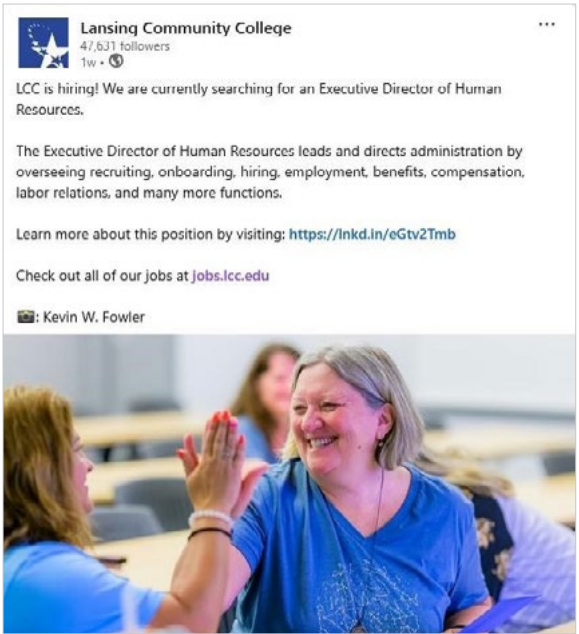 Lansing Community College
47,631 followers
1w •
LCC is hiring! We are currently searching for an Executive Director of Human
Resources.
The Executive Director of Human Resources leads and directs administration by
overseeing recruiting, onboarding, hiring, employment, benefits, compensation,
labor relations, and many more functions.
Learn more about this position by visiting: https://lnkd.in/eGtv2Tmb
Check out all of our jobs at jobs.lcc.edu
📷: Kevin W. Fowler